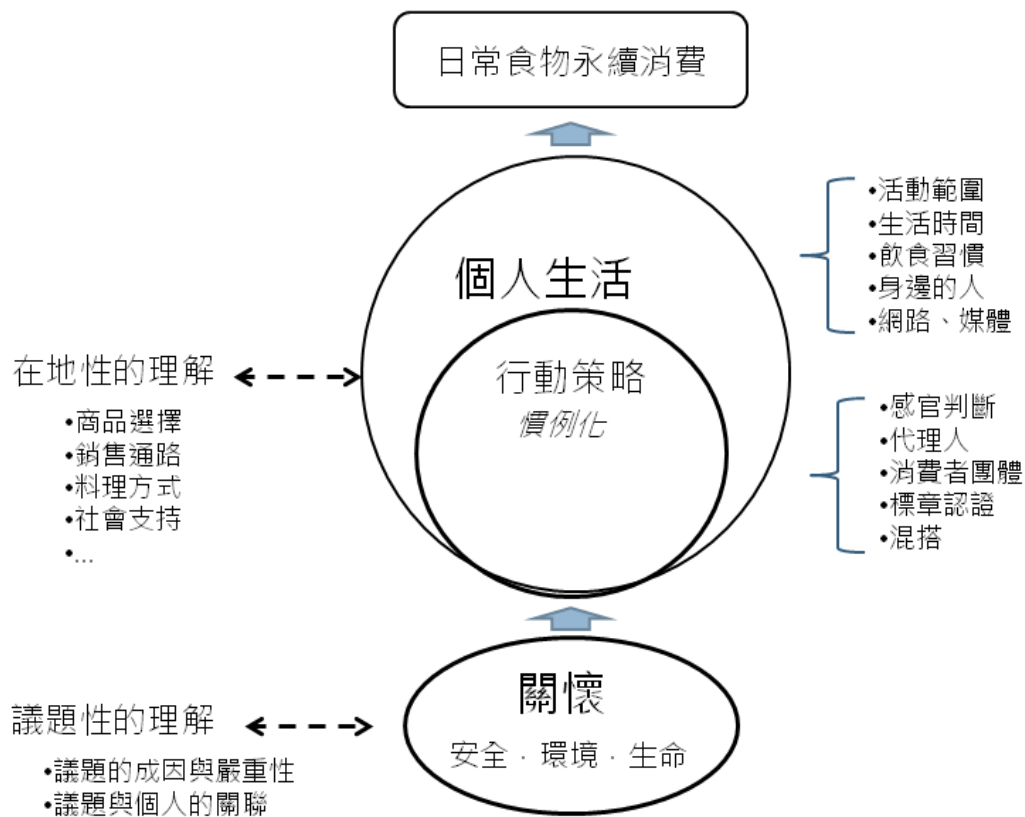 日常食物永續消費
個人生活
•活動範圍
•生活時間
•飲食習慣
•身邊的人
•網路、媒體
行動策略
慣例化
在地性的理解
•商品選擇
•銷售通路
•料理方式
•社會支持
•...
•感官判斷
•代理人
•消費者團體
•標章認證
•混搭
關懷
安全．環境．生命
議題性的理解
•議題的成因與嚴重性
•議題與個人的關聯